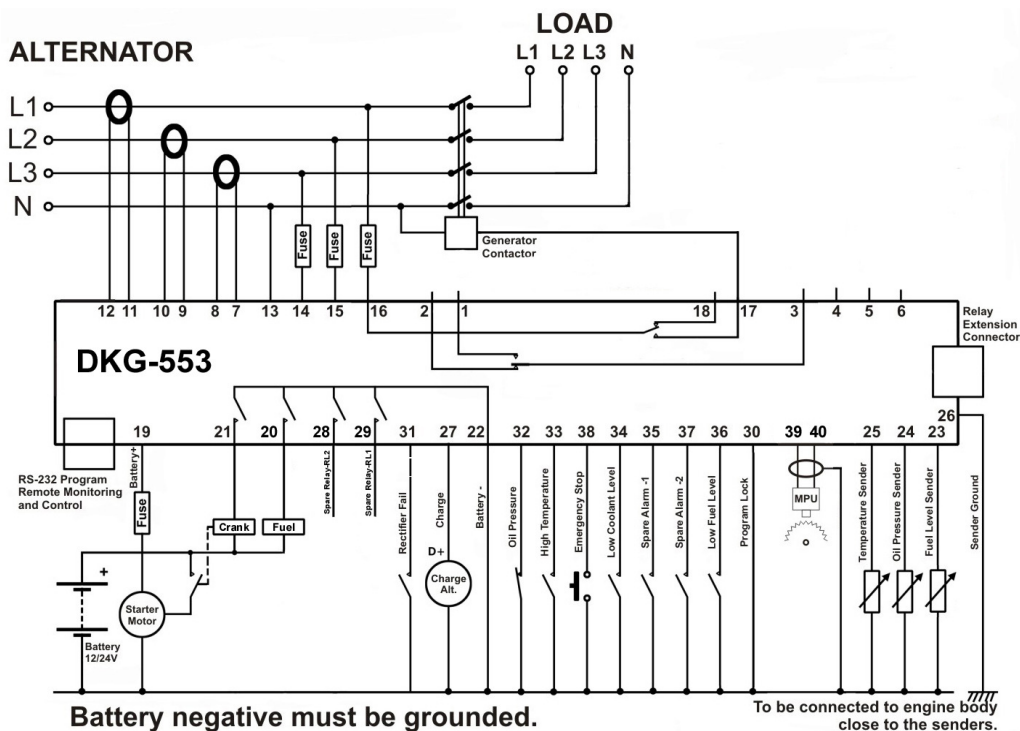 LOAD
ALTERNATOR
L1 L2 L3 N
L1
L2
L3
N
Fuse
Fuse
Fuse
Generator
Contactor
12 11 10 9 8 7 13 14 15 16 2 1 18 17 3 4 5 6
Relay
Extension
Connector
DKG-553
26
19 21 20 28 29 31 27 22 32 33 38 34 35 37 36 30 39 40 25 24 23
RS-232 Program
Remote Monitoring
and Control
Battery+
Fuse
Crank
Fuel
Spare Relay-RL2
Spare Relay-RL1
Rectifier Fail
Charge
Battery -
Oil Pressure
High Temperature
Emergency Stop
Low Coolant Level
Spare Alarm -1
Spare Alarm -2
Low Fuel Level
Program Lock
MPU
Temperature Sender
Oil Pressure Sender
Fuel Level Sender
Sender Ground
+
D+
Charge
Alt.
Starter
Motor
Battery
12/24V
Battery negative must be grounded.
To be connected to engine body
close to the senders.